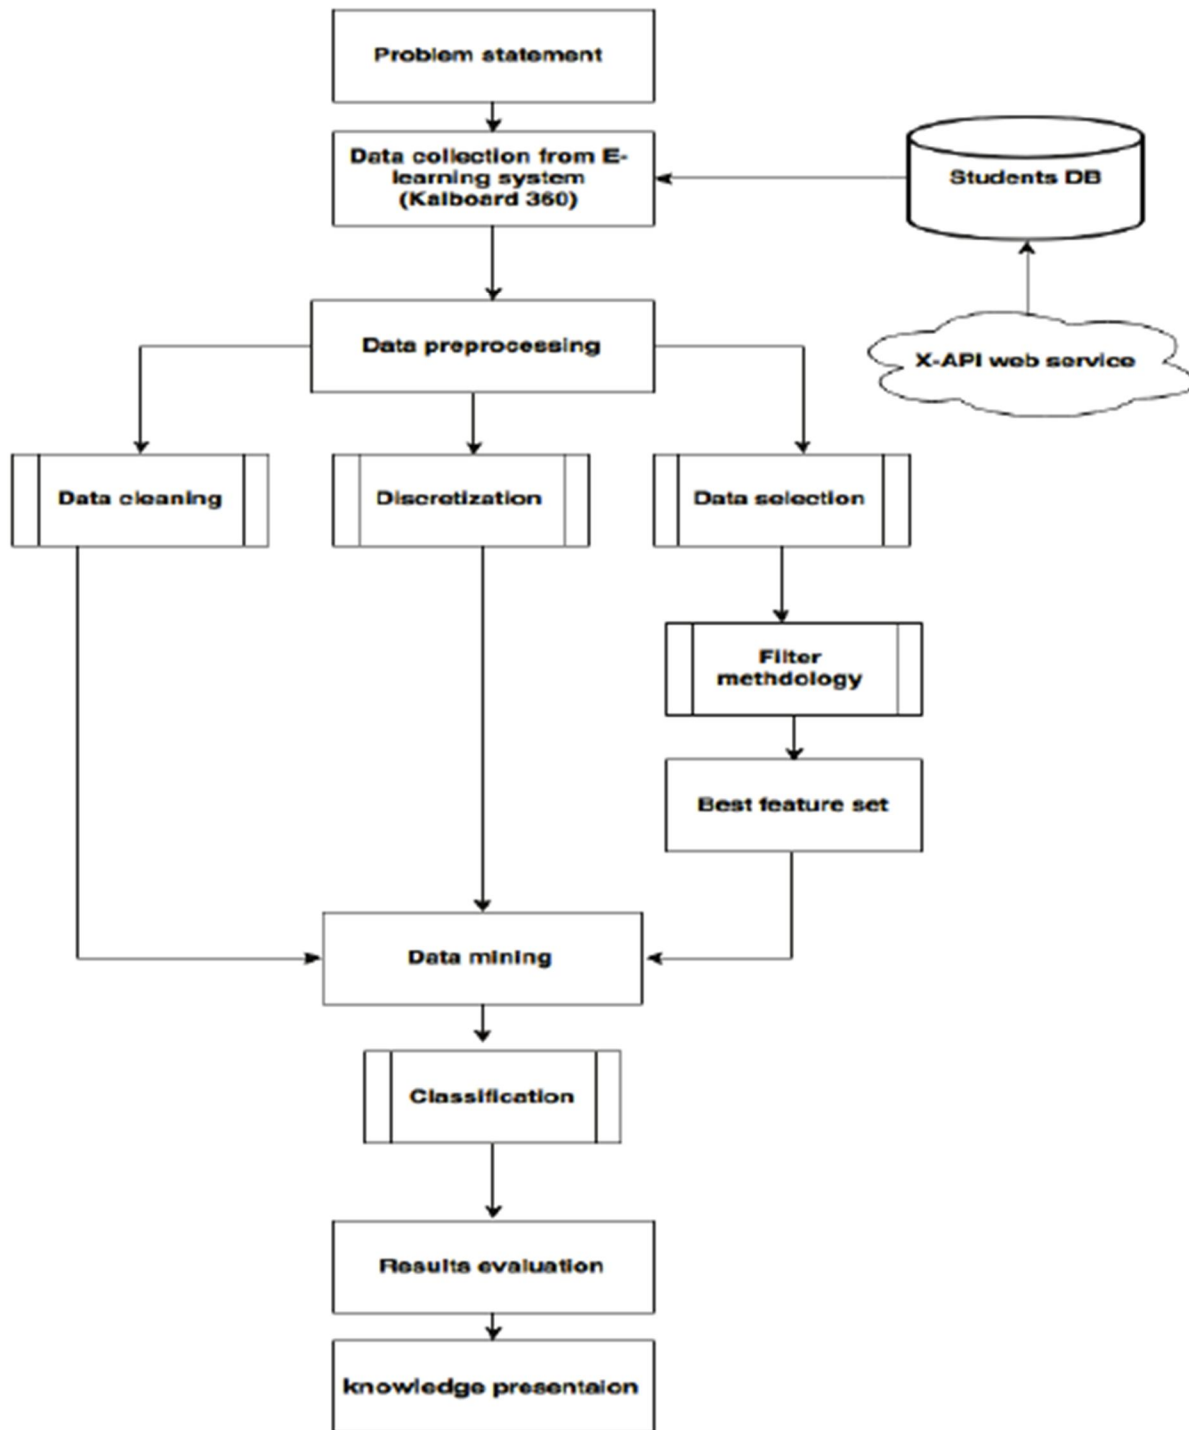 Problem statement
Data collection from E-
learning system
(Kalboard 360)
Students DB
Data preprocessing
X-API web service
Data cleaning
Discretization
Data selection
Filter
methdology
Best feature set
Data mining
Classification
Results evaluation
knowledge presentaion